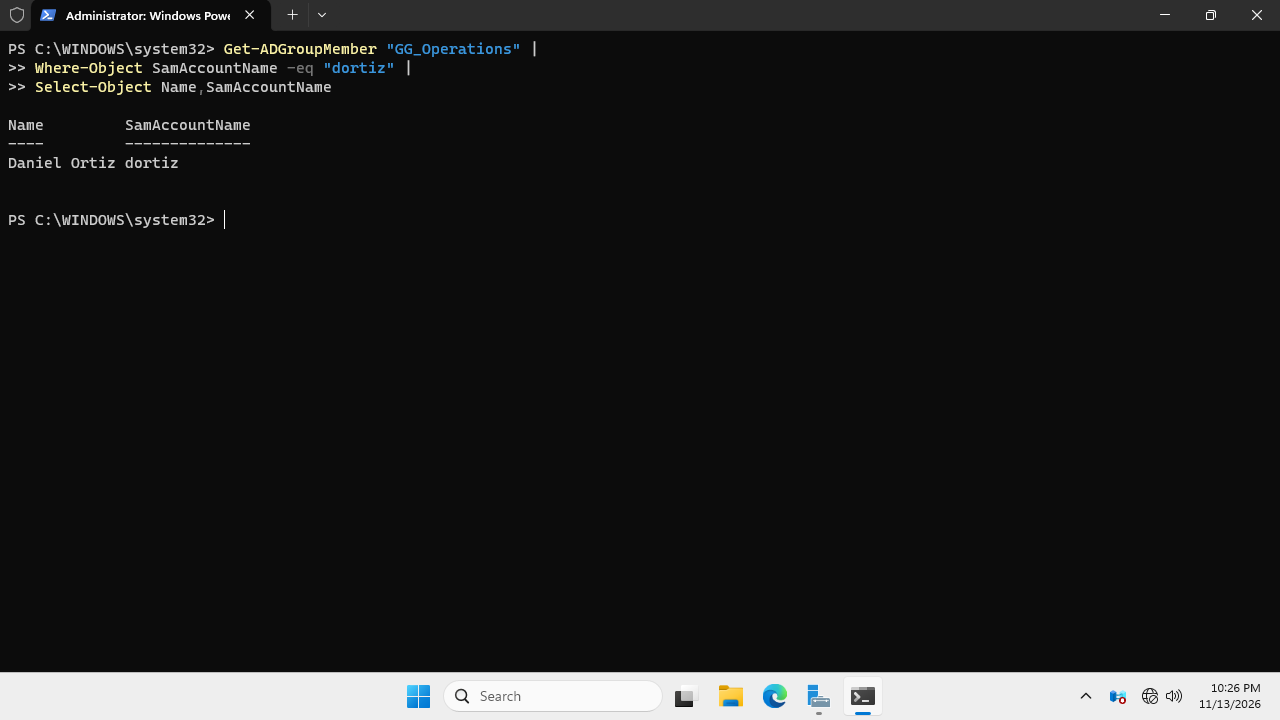 Administrator: Windows Powe
PS C:\WINDOWS\system32> Get-ADGroupMember "GG_Operations" |
>> Where-Object SamAccountName -eq "dortiz" |
>> Select-Object Name,SamAccountName
Name SamAccountName
---- --------------
Daniel Ortiz dortiz
PS C:\WINDOWS\system32>
Search
10:26 PM
11/13/2026